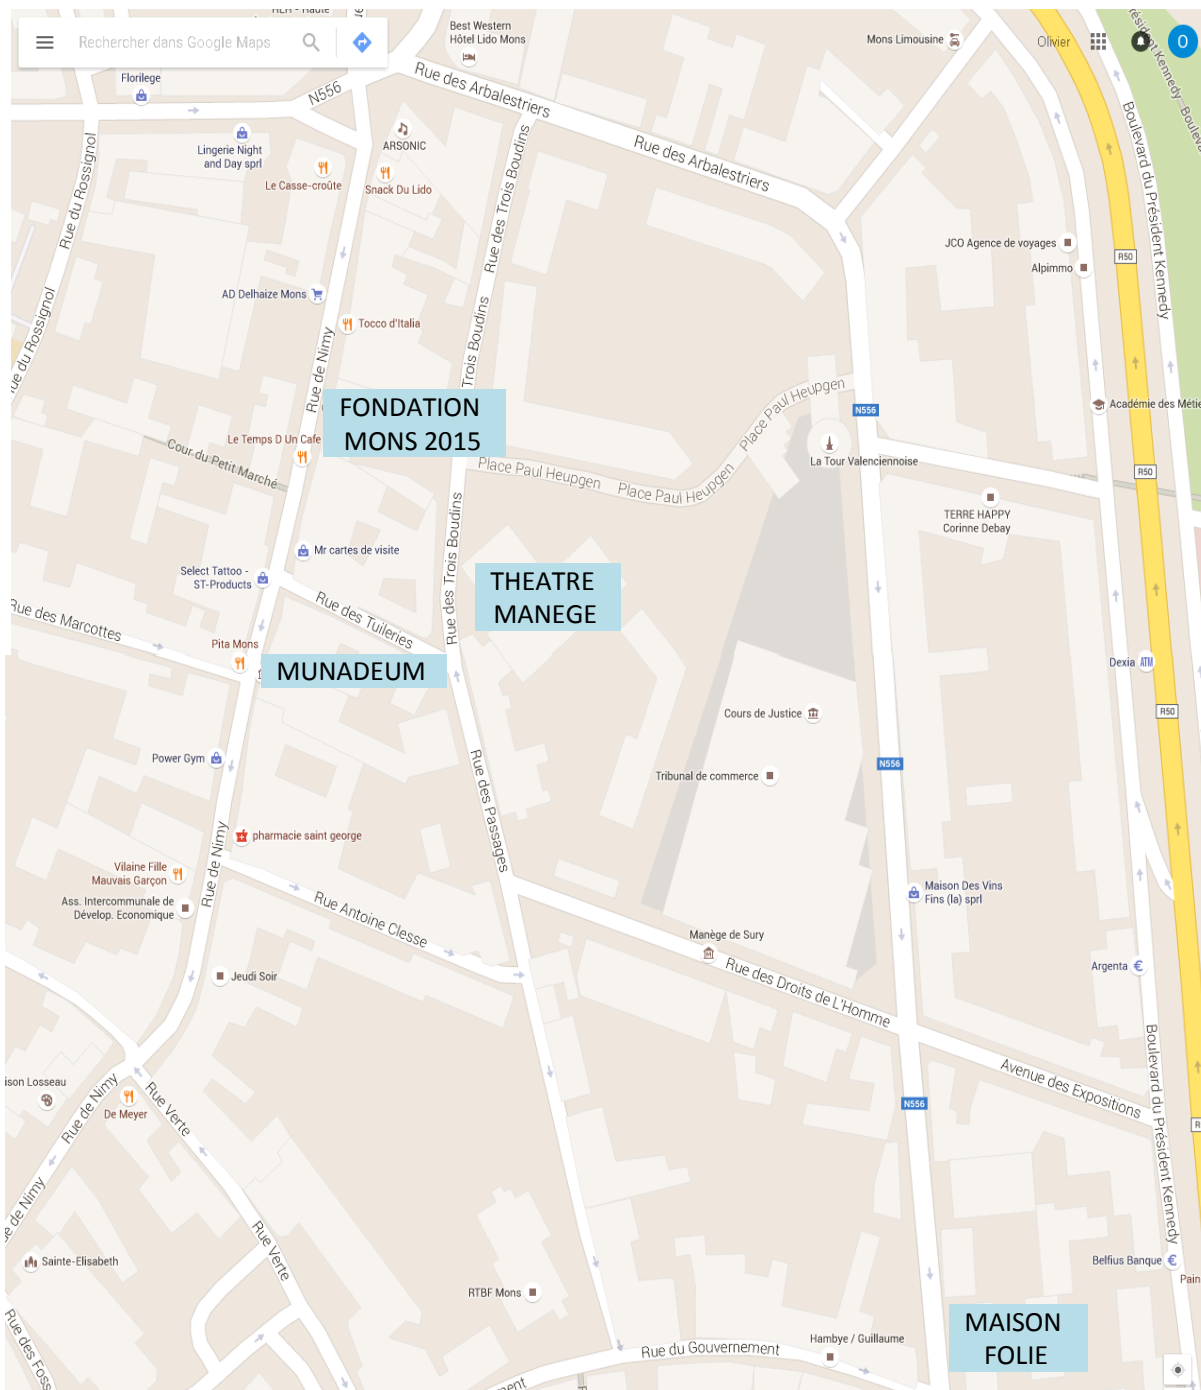 Rechercher dans Google Maps
Best Western
Hôtel Lido Mons
Mons Limousine
Olivier
O
Florilege
N556
Rue des Arbalestriers
Lingerie Night
and Day sprl
ARSONIC
Le Casse-croûte
Snack Du Lido
Rue des Arbalestriers
Rue du Rossignol
Rue des Trois Boudins
Boulevard du Président Kennedy
JCO Agence de voyages
Alpimmo
R50
AD Delhaize Mons
Tocco d'Italia
Rue de Nimy
Trois Boudins
FONDATION
MONS 2015
Place Paul Heupgen
N556
Académie des Métie
Le Temps D Un Cafe
Cour du Petit Marché
La Tour Valenciennoise
Place Paul Heupgen
Place Paul Heupgen
R50
TERRE HAPPY
Corinne Debay
Rue des Trois Boudins
Mr cartes de visite
Select Tattoo -
ST-Products
THEATRE
MANEGE
Rue des Marcottes
Rue des Tuileries
Pita Mons
MUNADEUM
Dexia
ATM
R50
Cours de Justice
Power Gym
Tribunal de commerce
N556
Rue des Passages
pharmacie saint george
Rue de Nimy
Vilaine Fille
Mauvais Garçon
Ass. Intercommunale de
Dévelop. Economique
Rue Antoine Clesse
Maison Des Vins
Fins (la) sprl
Manège de Sury
Rue des Droits de L'Homme
Argenta
Jeudi Soir
Avenue des Expositions
Boulevard du Président Kennedy
ison Losseau
Rue de Nimy
De Meyer
Rue Verte
N556
R
e de Nimy
Rue Verte
Sainte-Elisabeth
Belfius Banque
Pain
RTBF Mons
MAISON
FOLIE
Rue des Foss
Hambye / Guillaume
Rue du Gouvernement
ment